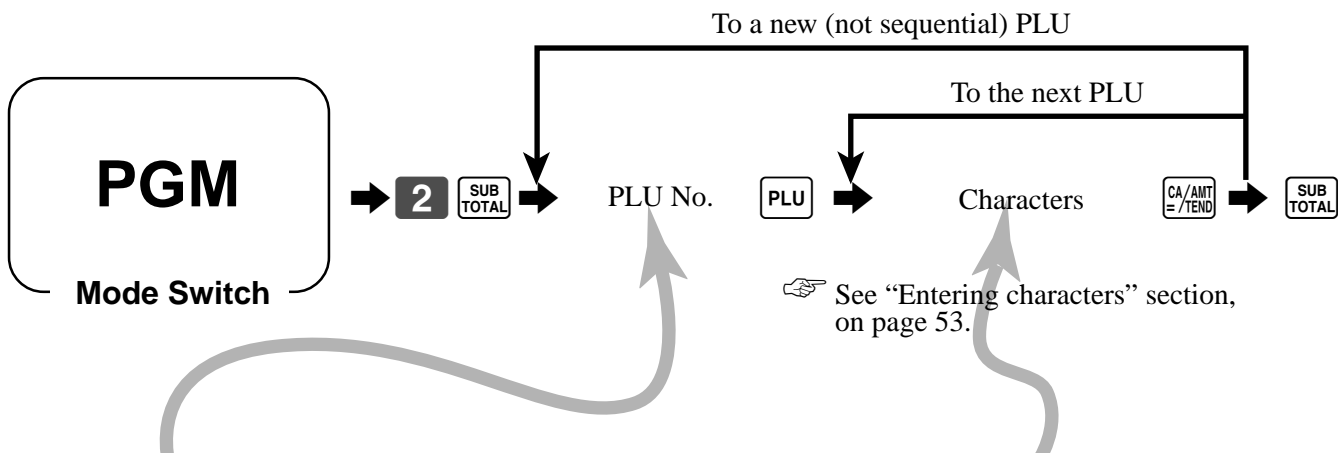 To a new (not sequential) PLU
To the next PLU
PGM
Mode Switch
2
SUB
TOTAL
PLU No.
PLU
Characters
CA/AMT
=/TEND
SUB
TOTAL
See “Entering characters” section,
on page 53.